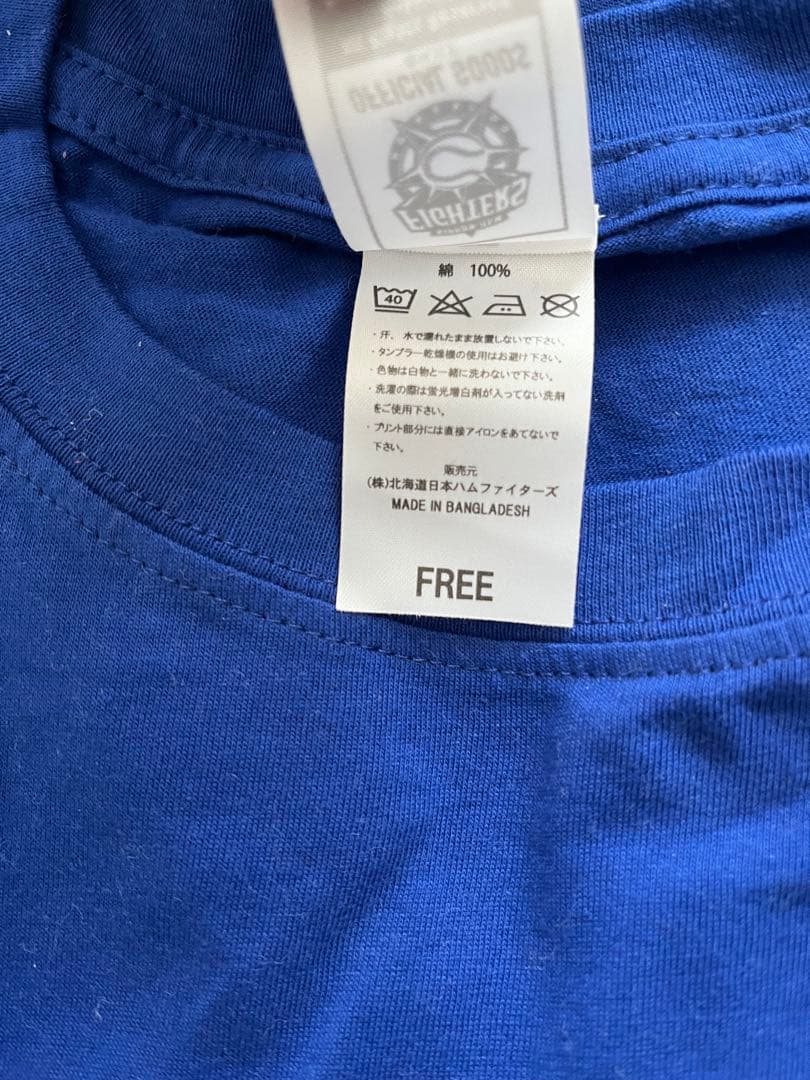 OFFICIAL GOODS
FIGHTERS
綿 100%
40
・汗、水で濡れたまま放置しないで下さい。
・タンブラー乾燥機の使用はお避け下さい。
・色物は白物と一緒に洗わないで下さい。
・洗濯の際は蛍光増白剤が入ってない洗剤
をご使用下さい。
・プリント部分には直接アイロンをあてないで
下さい。
販売元
(株)北海道日本ハムファイターズ
MADE IN BANGLADESH
FREE